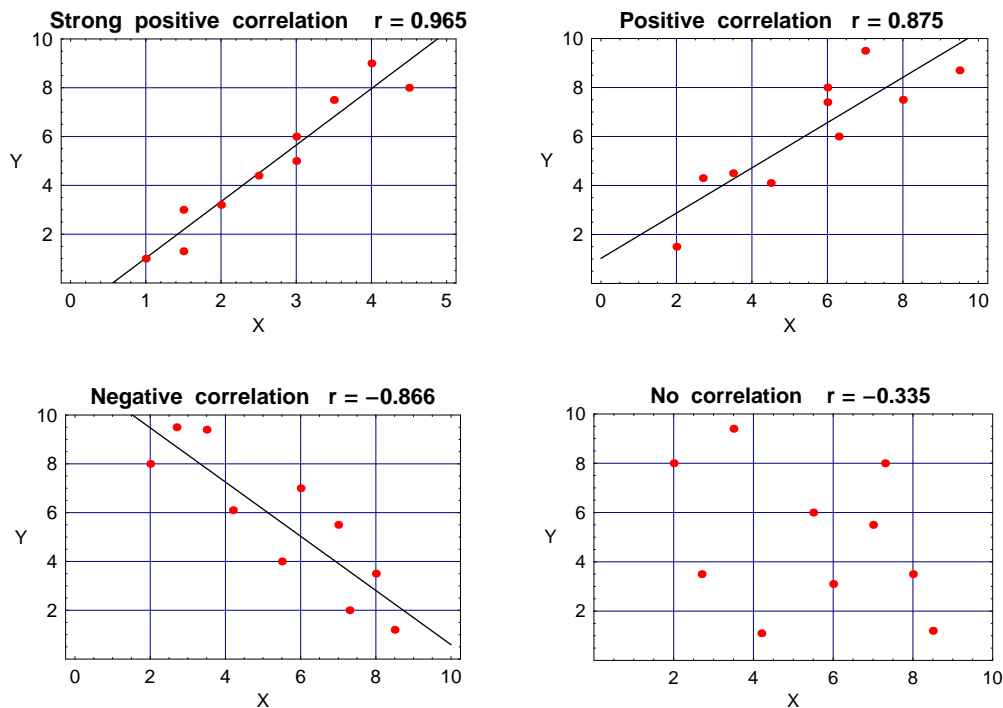 Strong positive correlation r = 0.965
10
8
6
Y
4
2
0 1 2 3 4 5
X
Positive correlation r = 0.875
10
8
6
Y
4
2
0 2 4 6 8 10
X
Negative correlation r = −0.866
10
8
6
Y
4
2
0 2 4 6 8 10
X
No correlation r = −0.335
10
8
6
Y
4
2
2 4 6 8 10
X